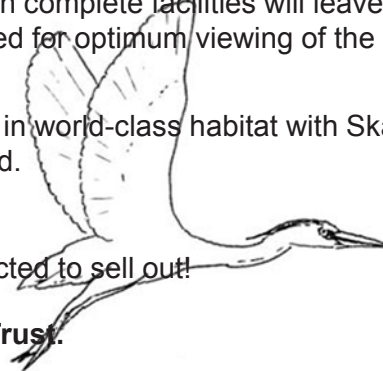 complete facilities will leave
ed for optimum viewing of the
in world-class habitat with Ska
d.
cted to sell out!
rust.